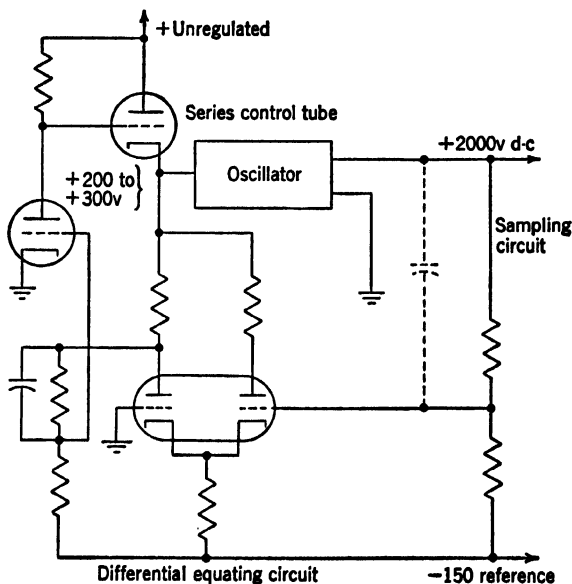 +Unregulated
Series control tube
+2000v d-c
+200 to
+300v
Oscillator
Sampling
circuit
Differential equating circuit
-150 reference